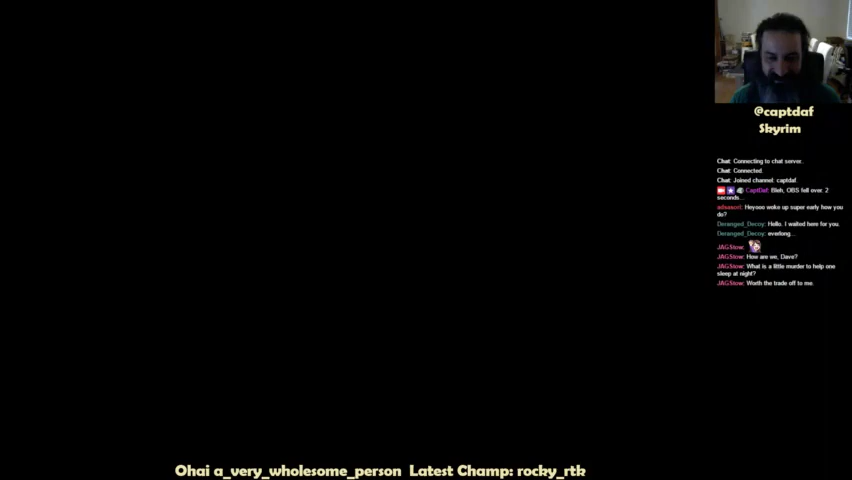 @captdaf
Skyrim
Chat: Connecting to chat server.
Chat: Connected.
Chat: Joined channel: captdaf.
CaptDaf: Bleh, OBS fell over. 2
seconds...
Heyooo woke up super early how you
do?
Deranged_Decoy: Hello. I waited here for you.
Deranged_Decoy: everlong...
JAGStow:
JAGStow: How are we, Dave?
JAGStow: What is a little murder to help one
sleep at night?
JAGStow: Worth the trade off to me.
Ohai a_very_wholesome_person Latest Champ: rocky_rtk